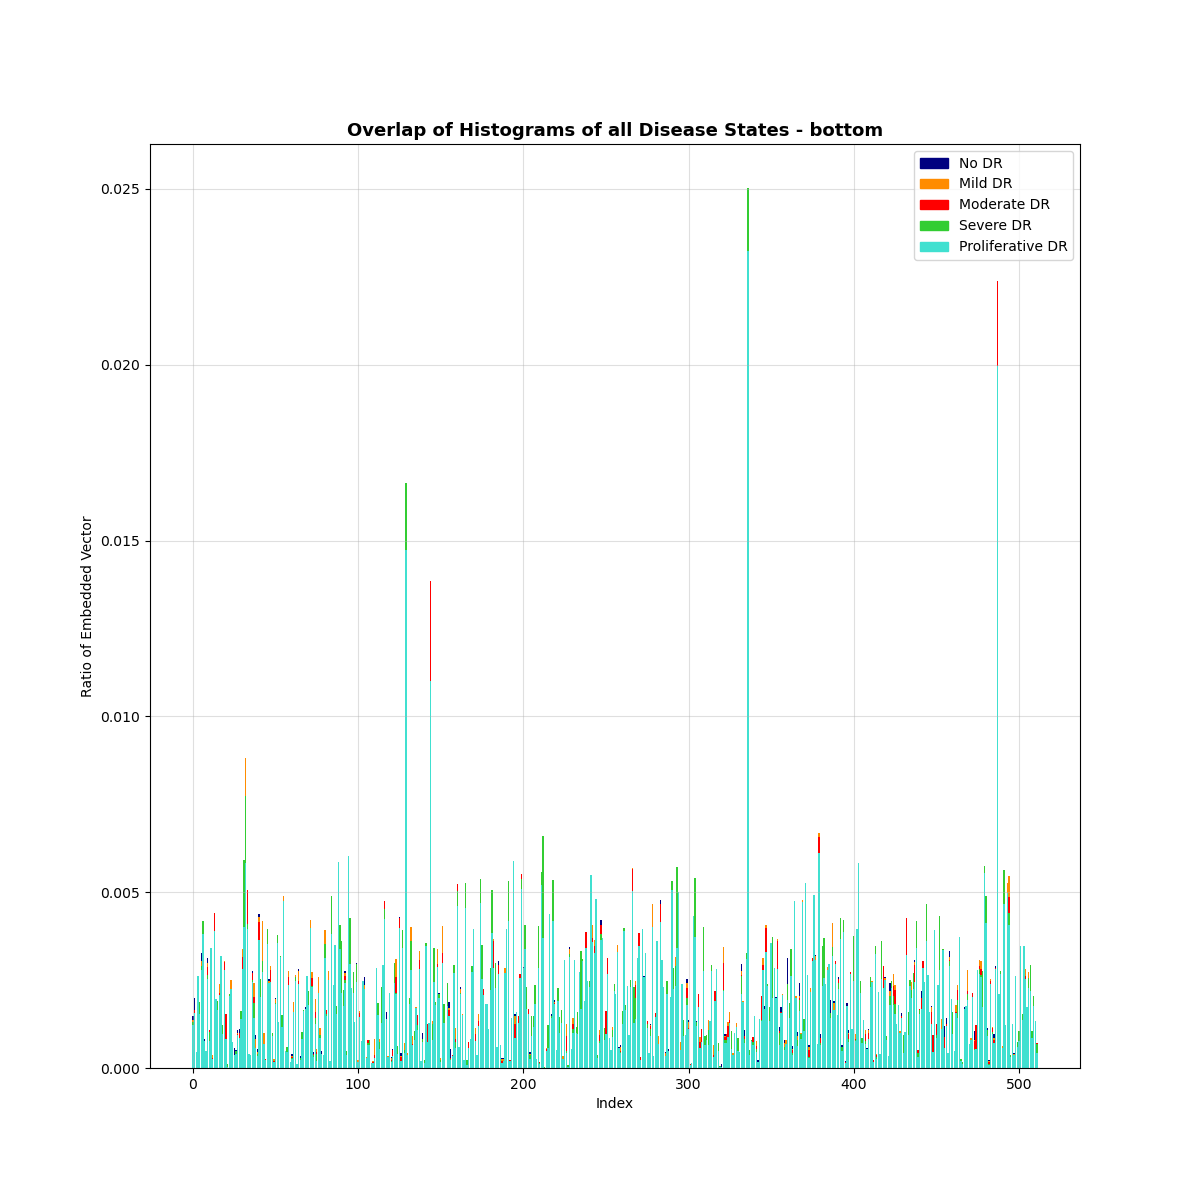 Overlap of Histograms of all Disease States - bottom
No DR
Mild DR
Moderate DR
Severe DR
Proliferative DR
0.025
0.020
0.015
0.010
0.005
0.000
Ratio of Embedded Vector
0 100 200 300 400 500
Index